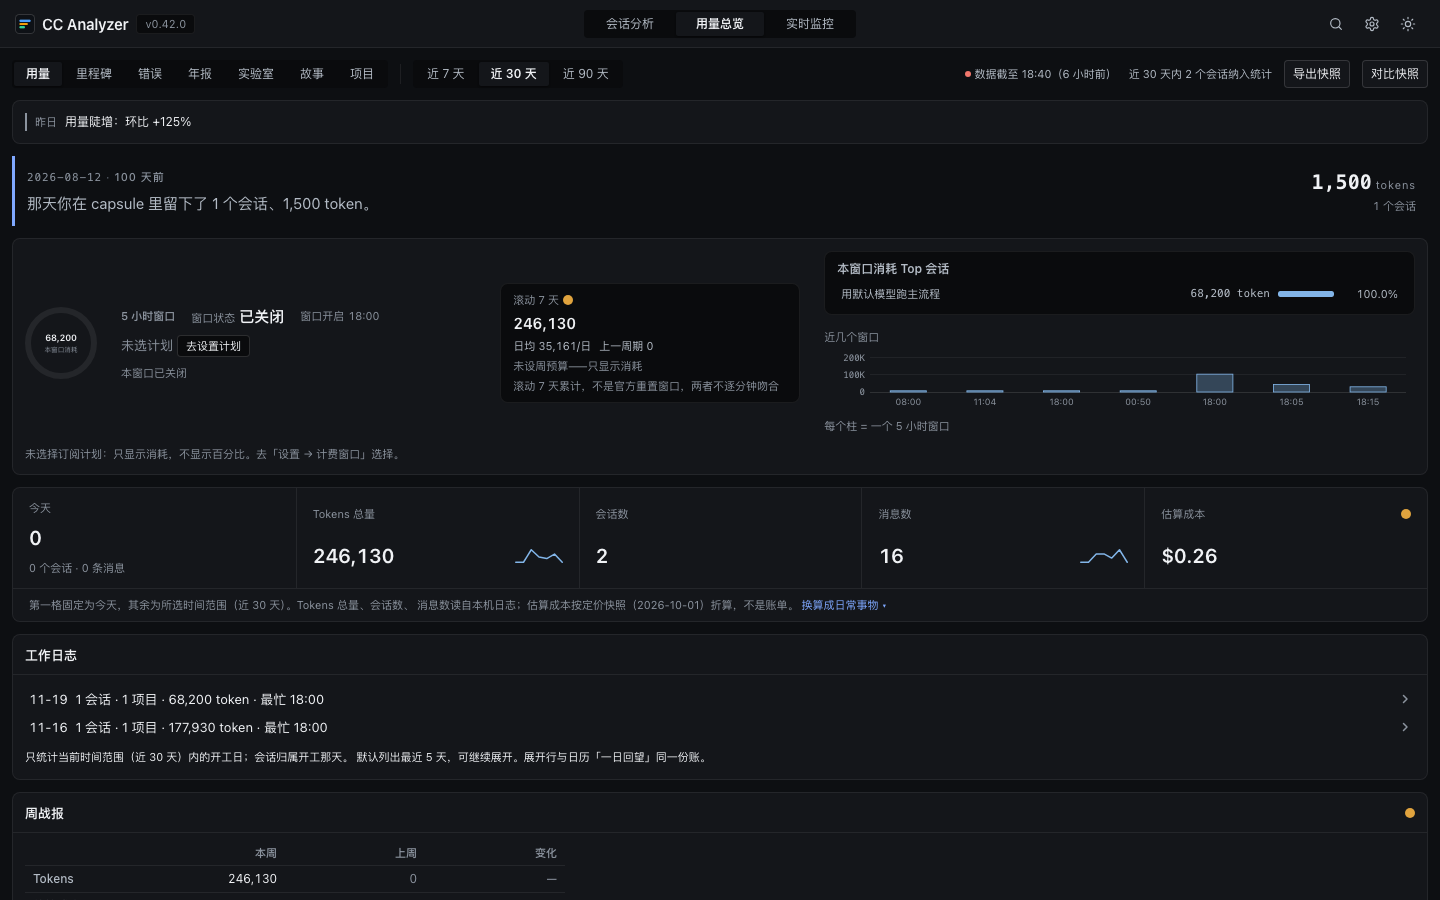 CC Analyzer v0.42.0 会话分析 用量总览 实时监控
用量 里程碑 错误 年报 实验室 故事 项目 近 7 天 近 30 天 近 90 天 数据截至 18:40（6 小时前） 近 30 天内 2 个会话纳入统计 导出快照 对比快照
昨日 用量陡增：环比 +125%
2026-08-12 · 100 天前
那天你在 capsule 里留下了 1 个会话、1,500 token。
1,500 tokens
1 个会话
68,200
本窗口消耗
5 小时窗口 窗口状态 已关闭 窗口开启 18:00
未选计划 去设置计划
本窗口已关闭
滚动 7 天
246,130
日均 35,161/日 上一周期 0
未设周预算——只显示消耗
滚动 7 天累计，不是官方重置窗口，两者不逐分钟吻合
本窗口消耗 Top 会话
用默认模型跑主流程 68,200 token 100.0%
近几个窗口
200K
100K
0
08:00 11:04 18:00 00:50 18:00 18:05 18:15
每个柱 = 一个 5 小时窗口
未选择订阅计划：只显示消耗，不显示百分比。去「设置 → 计费窗口」选择。
今天
0
0 个会话 · 0 条消息
Tokens 总量
246,130
会话数
2
消息数
16
估算成本
$0.26
第一格固定为今天，其余为所选时间范围（近 30 天）。Tokens 总量、会话数、 消息数读自本机日志；估算成本按定价快照（2026-10-01）折算，不是账单。 换算成日常事物 ▾
工作日志
11-19 1 会话 · 1 项目 · 68,200 token · 最忙 18:00
11-16 1 会话 · 1 项目 · 177,930 token · 最忙 18:00
只统计当前时间范围（近 30 天）内的开工日；会话归属开工那天。 默认列出最近 5 天，可继续展开。展开行与日历「一日回望」同一份账。
周战报
本周 上周 变化
Tokens 246,130 0 —